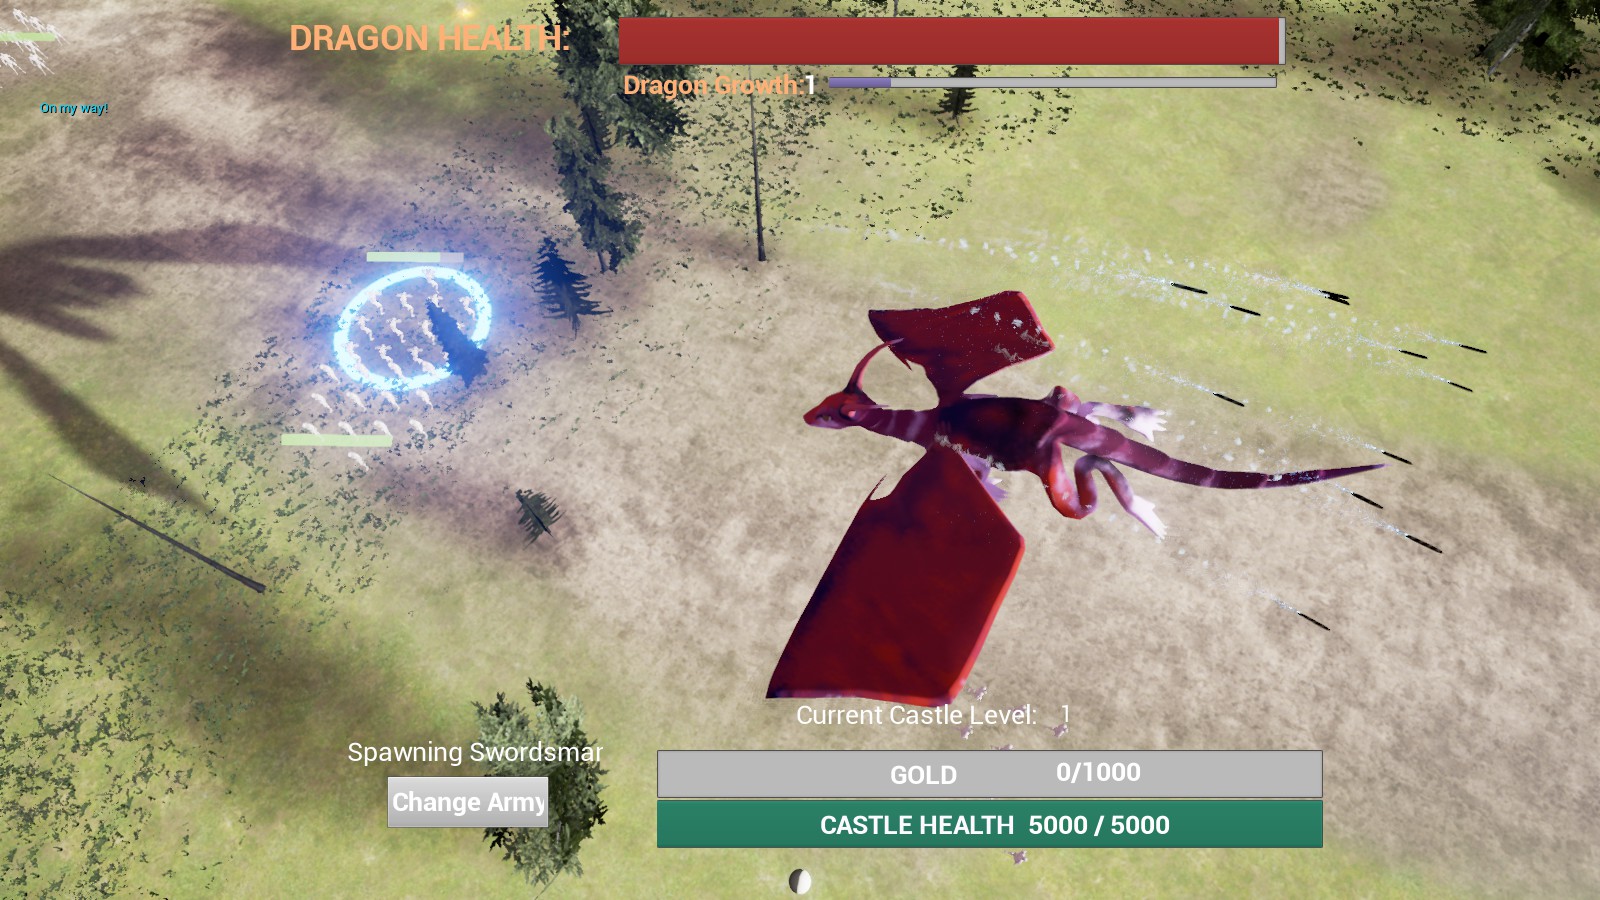 DRAGON HEALTH:
Dragon Growth:1
On my way!
Current Castle Level: 1
Spawning Swordsmar
Change Army
GOLD 0/1000
CASTLE HEALTH 5000 / 5000